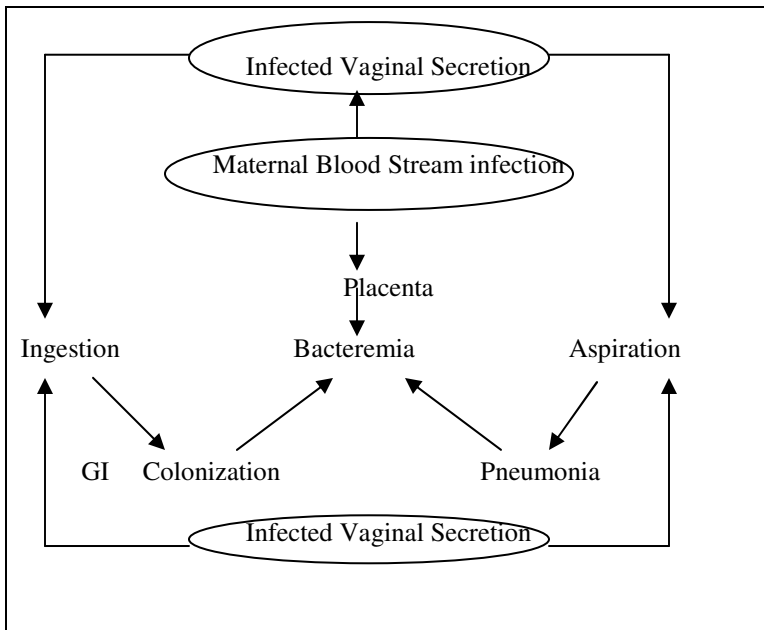 Infected Vaginal Secretion
Maternal Blood Stream infection
Placenta
Ingestion Bacteremia Aspiration
GI Colonization Pneumonia
Infected Vaginal Secretion